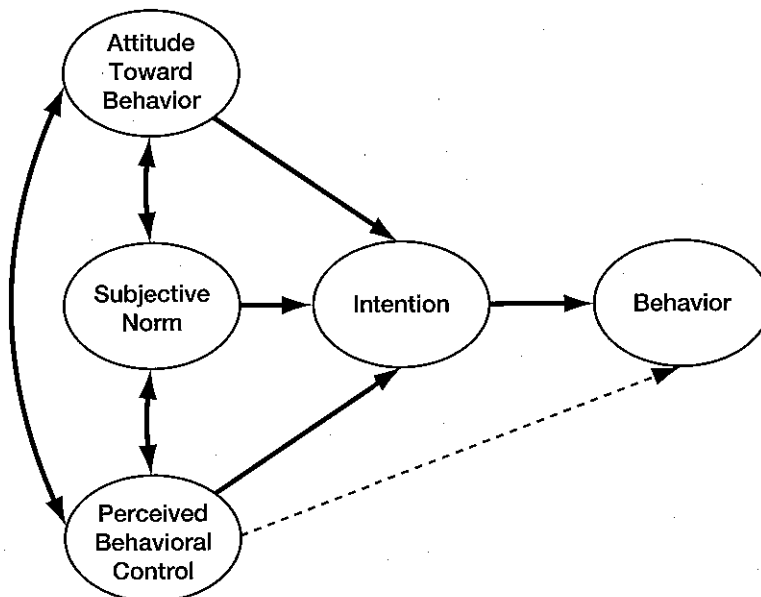 Attitude
Toward
Behavior
Subjective
Norm
Intention
Behavior
Perceived
Behavioral
Control